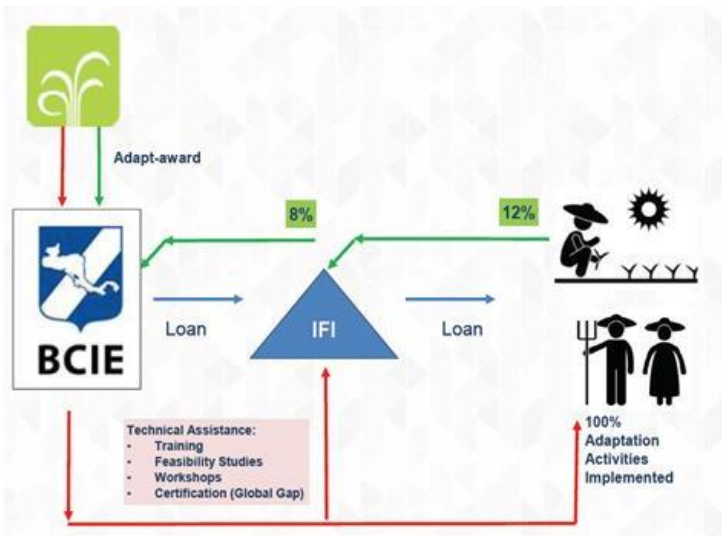 Adapt-award
8%
12%
BCIE
Loan
IFI
Loan
Technical Assistance:
• Training
• Feasibility Studies
• Workshops
• Certification (Global Gap)
100%
Adaptation
Activities
Implemented